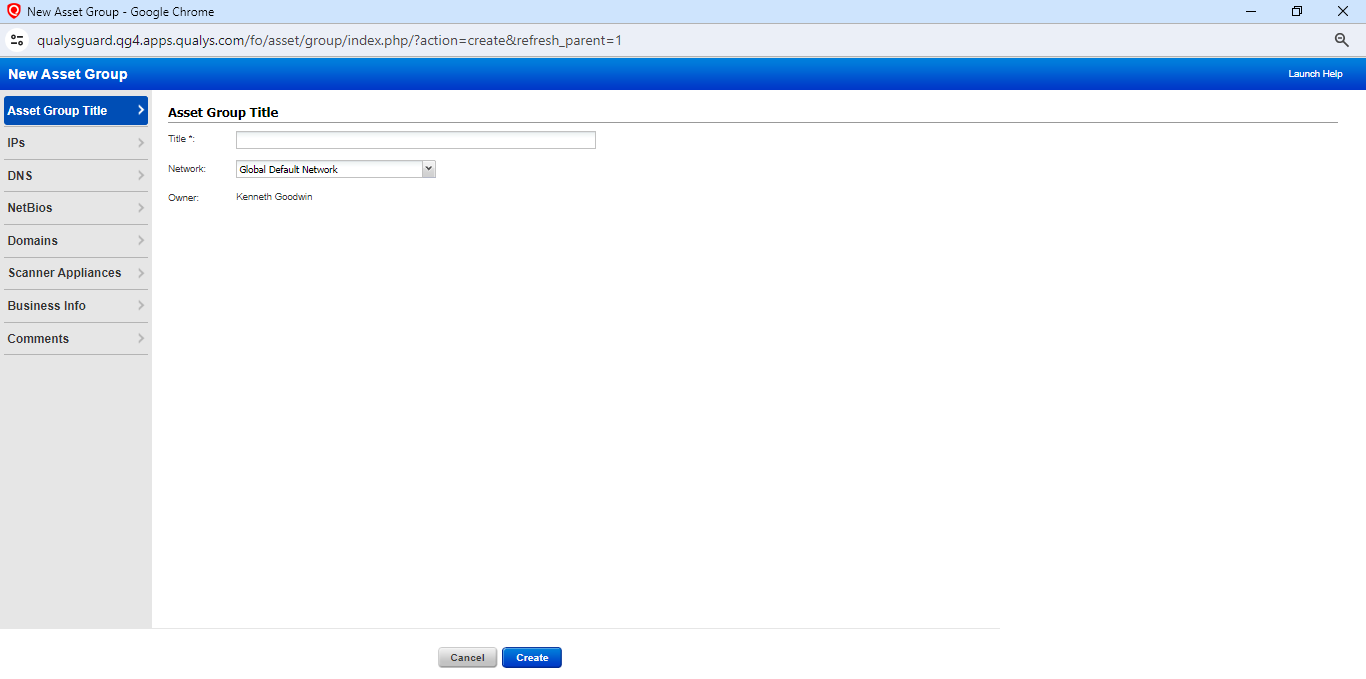 New Asset Group - Google Chrome
qualysguard.qg4.apps.qualys.com/fo/asset/group/index.php/?action=create&refresh_parent=1
New Asset Group
Launch Help
Asset Group Title
IPs
DNS
NetBios
Domains
Scanner Appliances
Business Info
Comments
Asset Group Title
Title *:
Network: Global Default Network
Owner: Kenneth Goodwin
Cancel Create